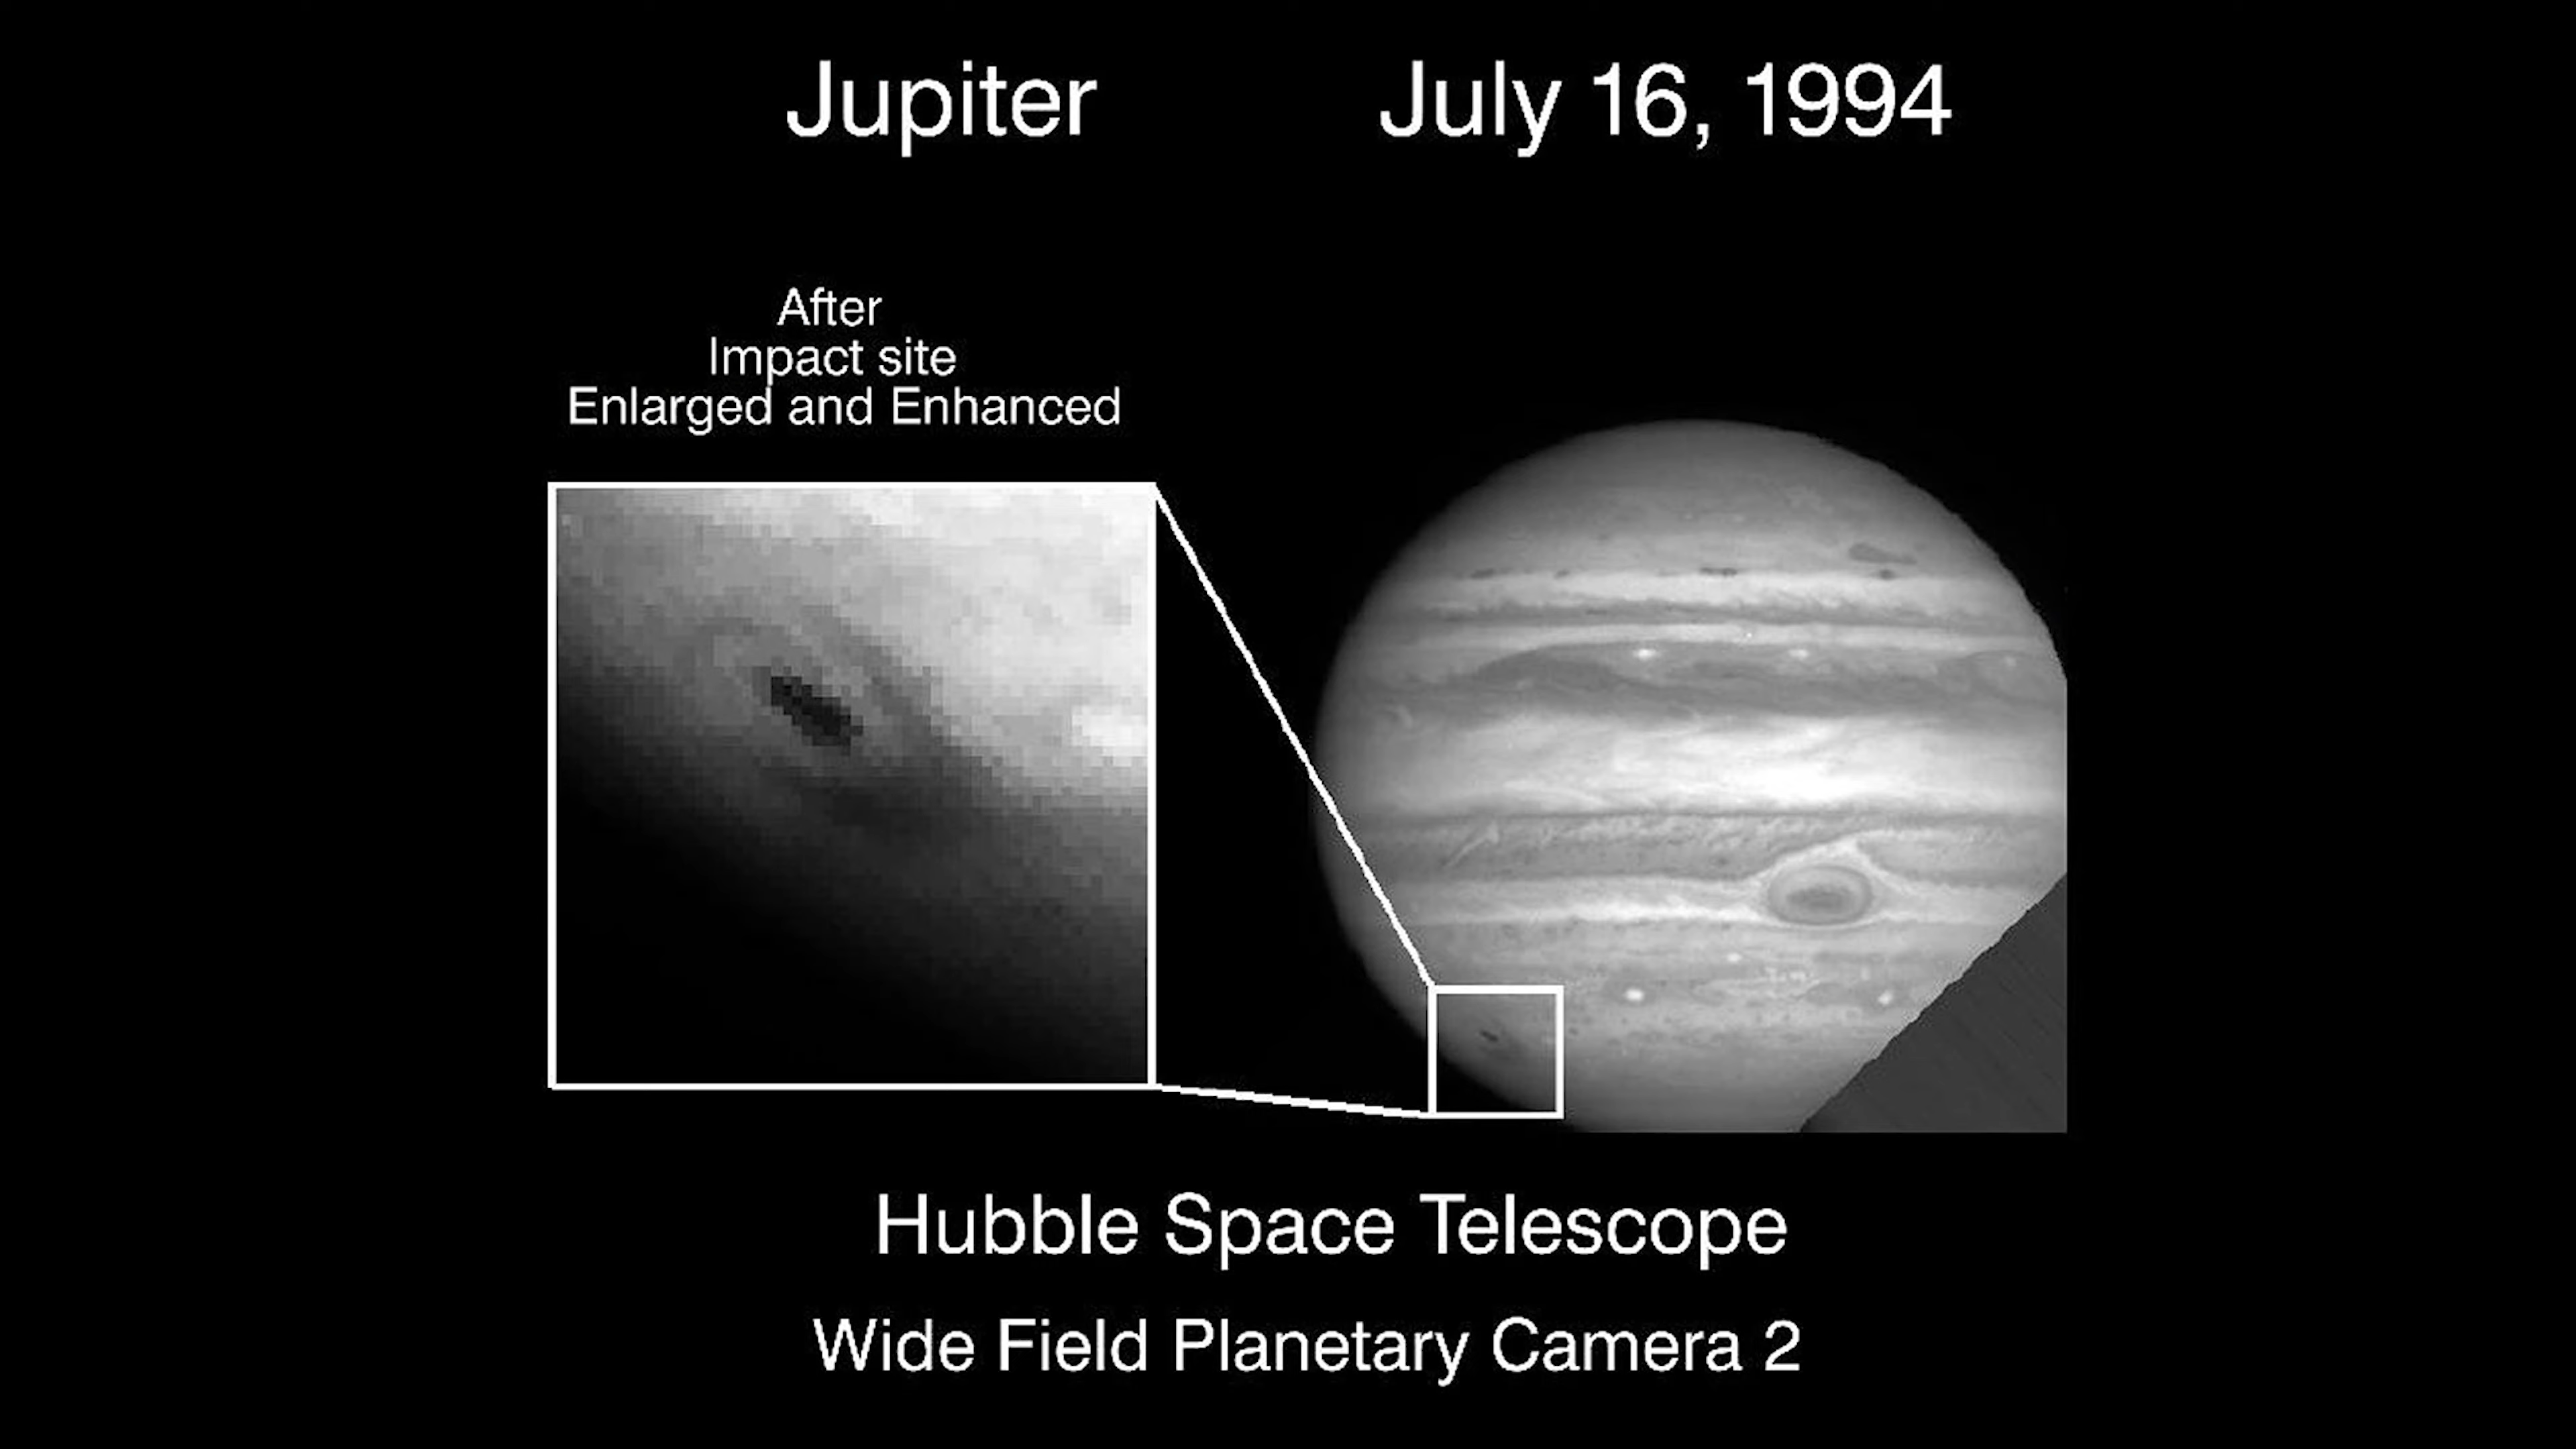 Jupiter July 16, 1994
After
Impact site
Enlarged and Enhanced
Hubble Space Telescope
Wide Field Planetary Camera 2